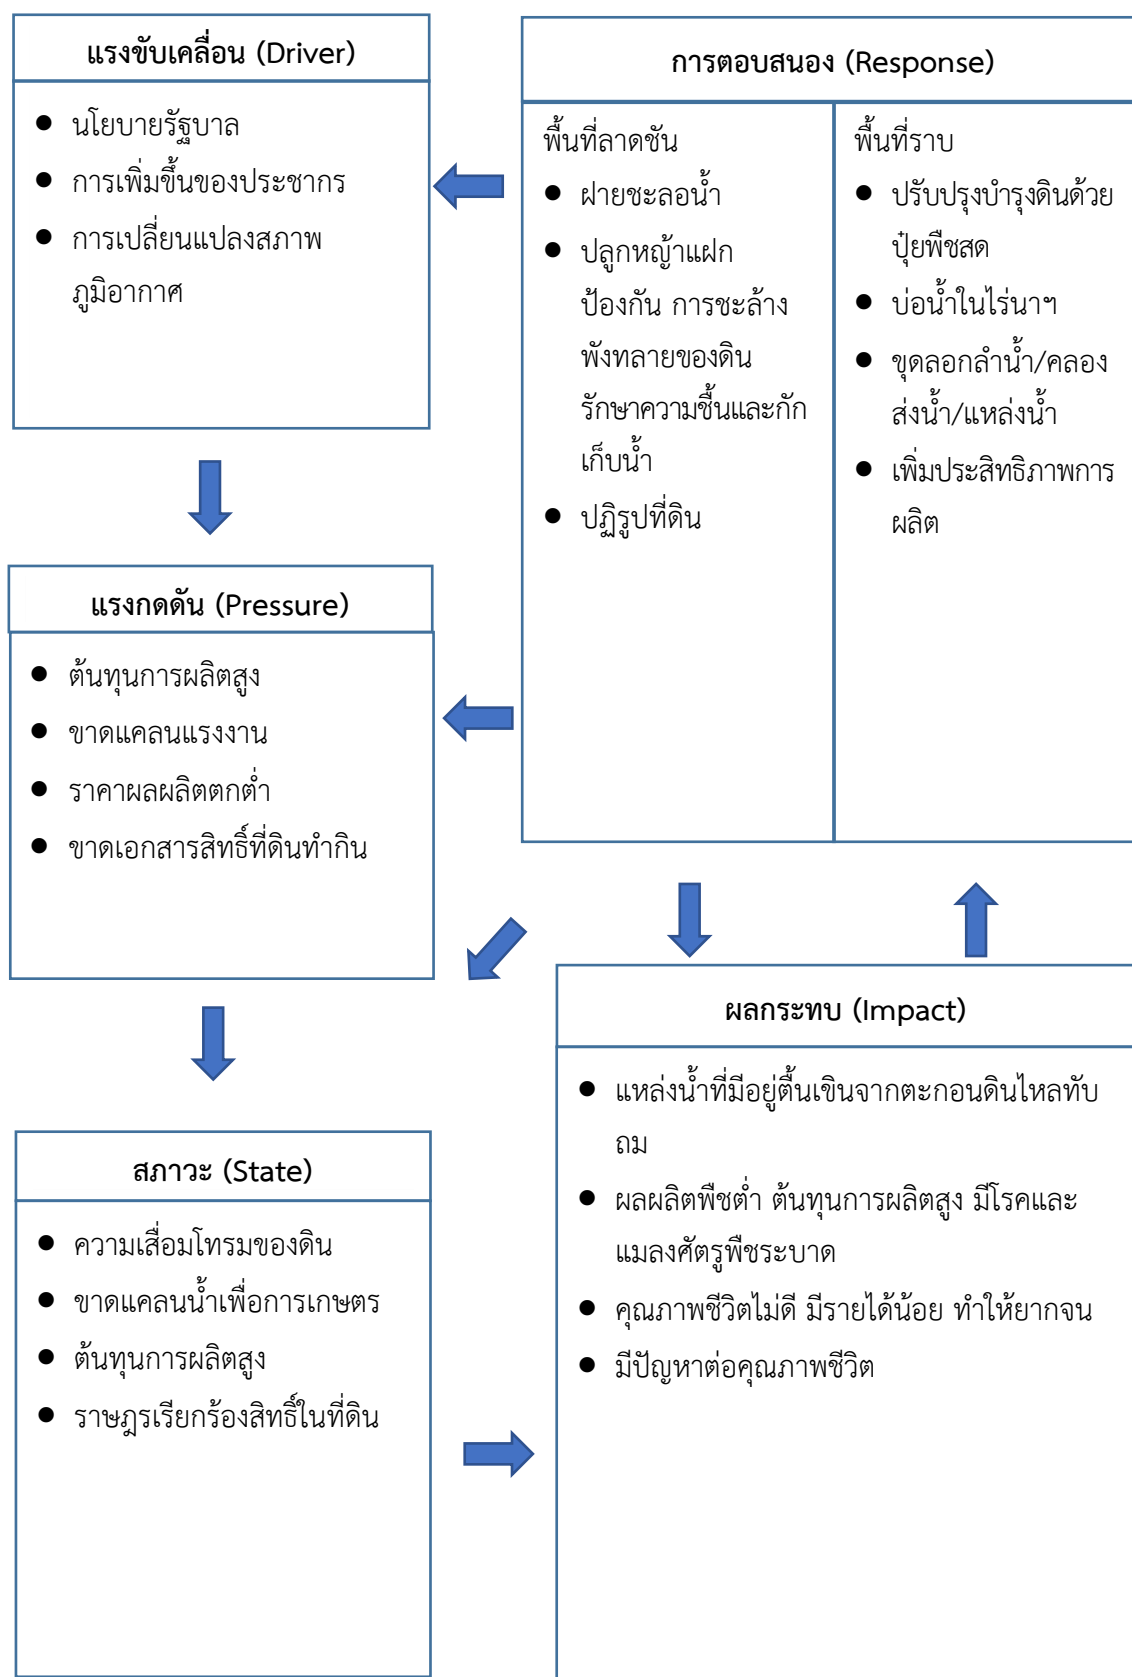 แรงขับเคลื่อน (Driver)
● นโยบายรัฐบาล
● การเพิ่มขึ้นของประชากร
● การเปลี่ยนแปลงสภาพ
ภูมิอากาศ
การตอบสนอง (Response)
พื้นที่ลาดชัน
● ฝายชะลอน้ำ
● ปลูกหญ้าแฝก
ป้องกัน การชะล้าง
พังทลายของดิน
รักษาความชื้นและกัก
เก็บน้ำ
● ปฏิรูปที่ดิน
พื้นที่ราบ
● ปรับปรุงบำรุงดินด้วย
ปุ๋ยพืชสด
● บ่อน้ำในไร่นาฯ
● ขุดลอกลำน้ำ/คลอง
ส่งน้ำ/แหล่งน้ำ
● เพิ่มประสิทธิภาพการ
ผลิต
แรงกดดัน (Pressure)
● ต้นทุนการผลิตสูง
● ขาดแคลนแรงงาน
● ราคาผลผลิตตกต่ำ
● ขาดเอกสารสิทธิ์ที่ดินทำกิน
สภาวะ (State)
● ความเสื่อมโทรมของดิน
● ขาดแคลนน้ำเพื่อการเกษตร
● ต้นทุนการผลิตสูง
● ราษฎรเรียกร้องสิทธิ์ในที่ดิน
ผลกระทบ (Impact)
● แหล่งน้ำที่มีอยู่ตื้นเขินจากตะกอนดินไหลทับ
ถม
● ผลผลิตพืชต่ำ ต้นทุนการผลิตสูง มีโรคและ
แมลงศัตรูพืชระบาด
● คุณภาพชีวิตไม่ดี มีรายได้น้อย ทำให้ยากจน
● มีปัญหาต่อคุณภาพชีวิต